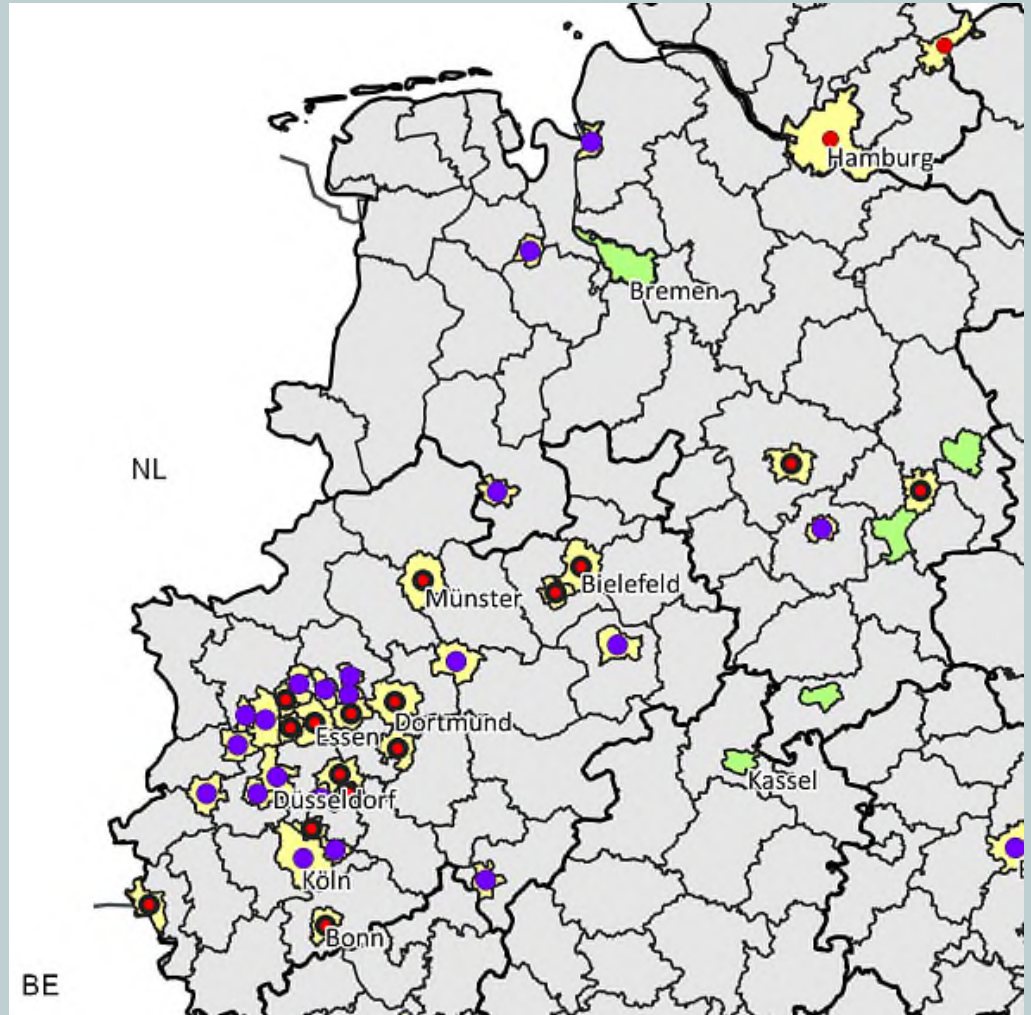 Hamburg
Bremen
NL
Bielefeld
Münster
Dortmund
Essen
Kassel
Düsseldorf
Köln
Bonn
BE